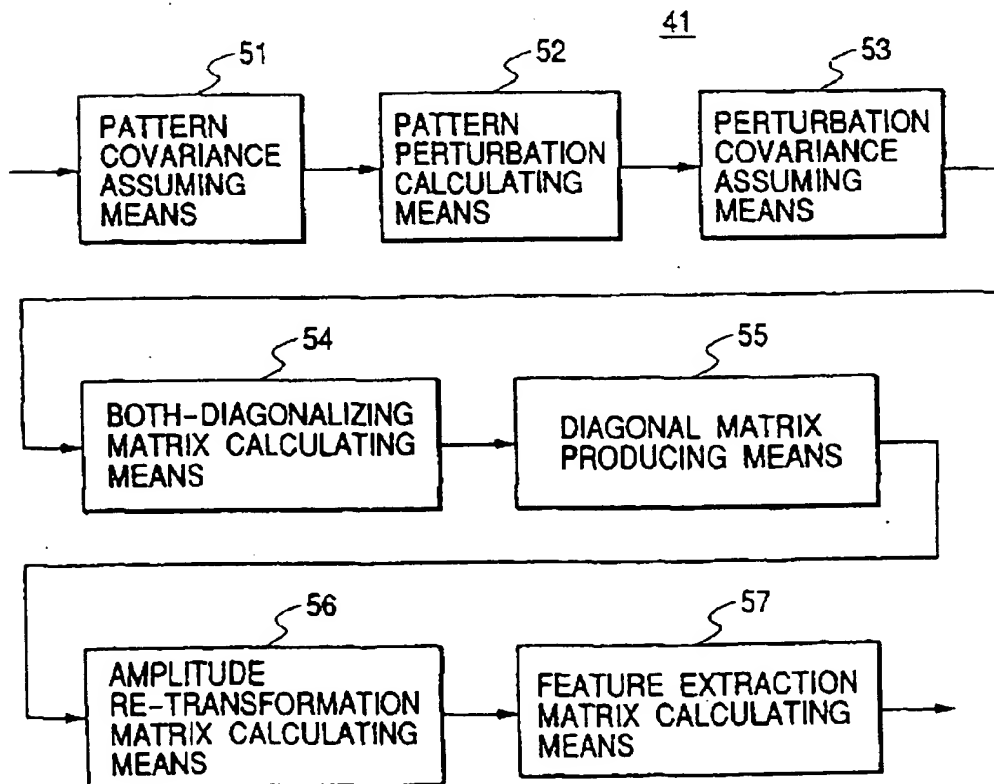 41
51
52
53
PATTERN
COVARIANCE
ASSUMING
MEANS
PATTERN
PERTURBATION
CALCULATING
MEANS
PERTURBATION
COVARIANCE
ASSUMING
MEANS
54
55
BOTH-DIAGONALIZING
MATRIX CALCULATING
MEANS
DIAGONAL MATRIX
PRODUCING MEANS
56
57
AMPLITUDE
RE-TRANSFORMATION
MATRIX CALCULATING
MEANS
FEATURE EXTRACTION
MATRIX CALCULATING
MEANS